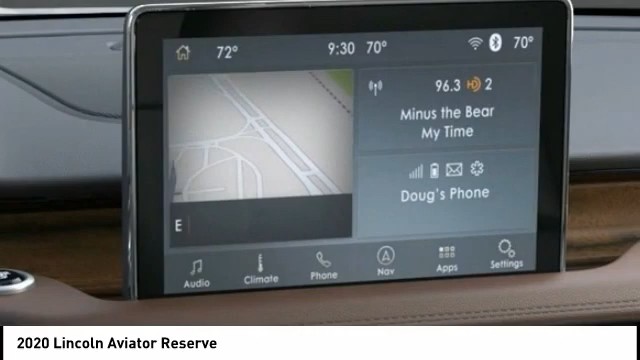 72° 9:30 70° 70°
96.3 HD 2
Minus the Bear
My Time
Doug's Phone
E
Audio Climate Phone Nav Apps Settings
2020 Lincoln Aviator Reserve